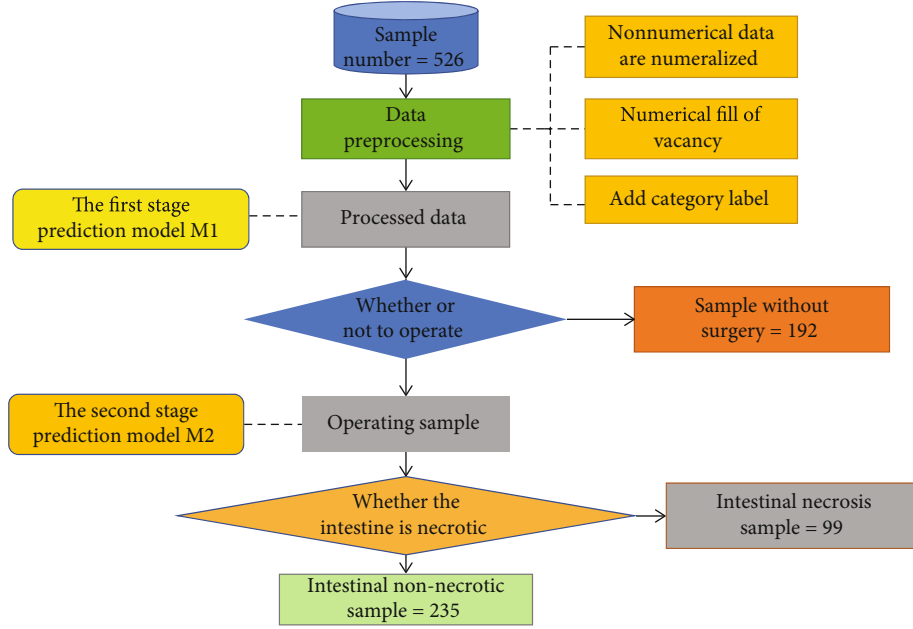 Sample
number = 526
Nonnumerical data
are numeralized
Data
preprocessing
Numerical fill of
vacancy
Add category label
The first stage
prediction model M1
Processed data
Whether or
not to operate
Sample without
surgery = 192
The second stage
prediction model M2
Operating sample
Whether the
intestine is necrotic
Intestinal necrosis
sample = 99
Intestinal non-necrotic
sample = 235